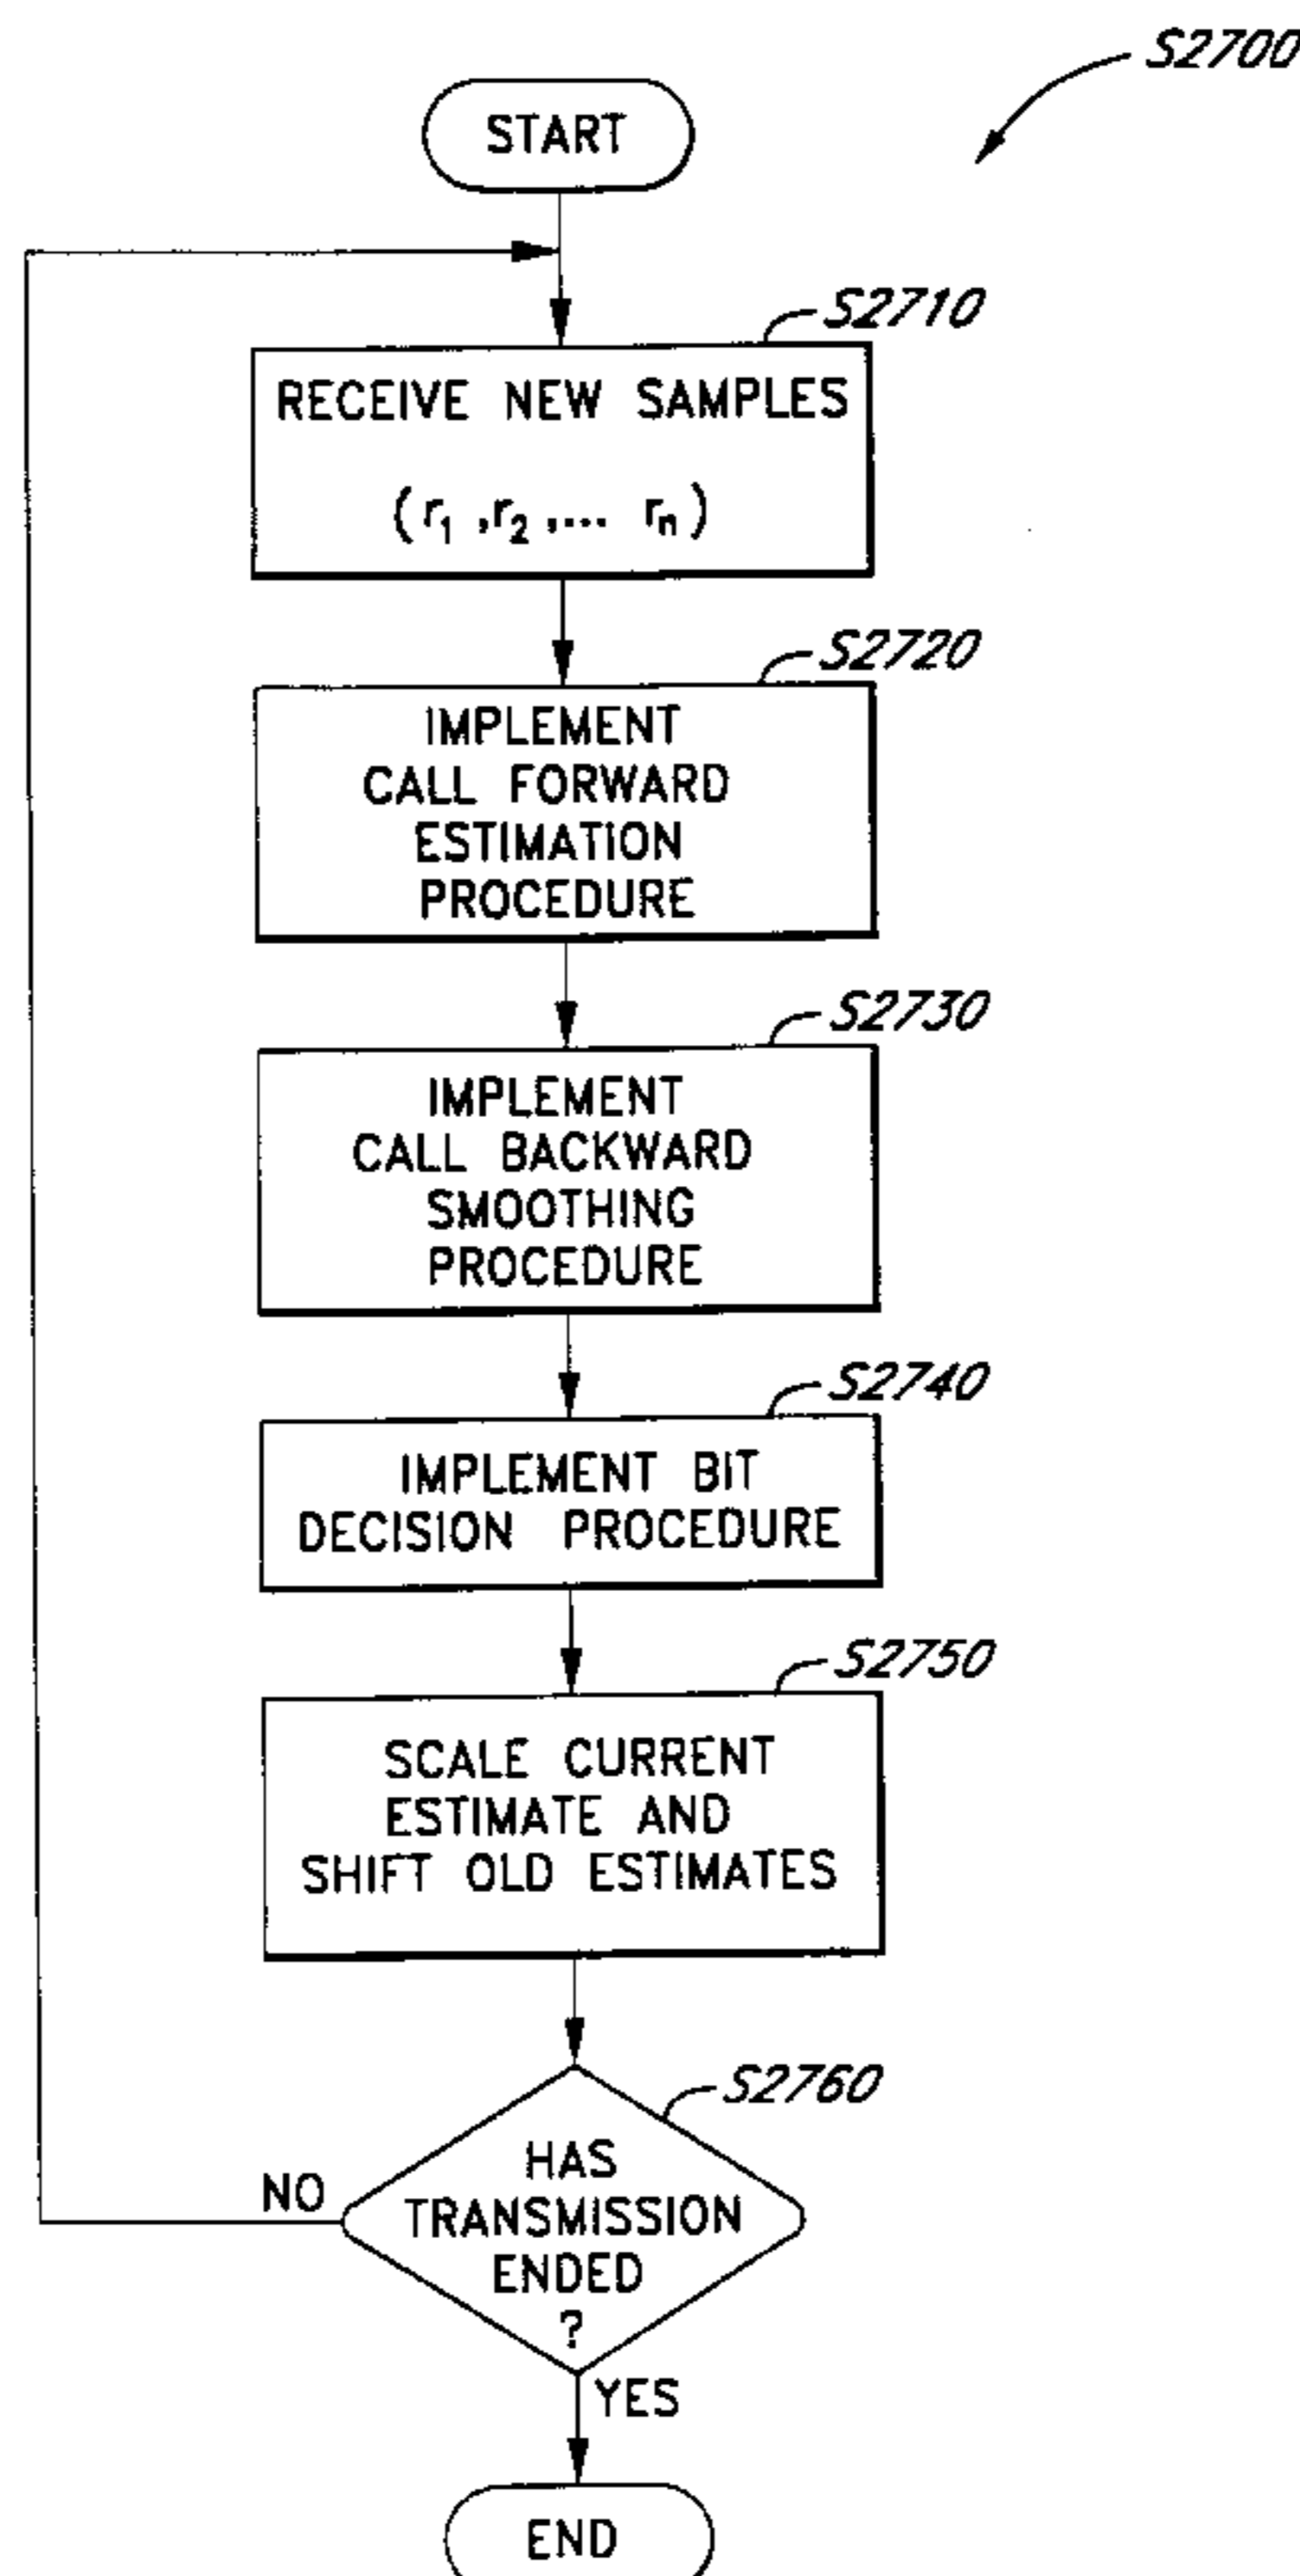 S2700
START
S2710
RECEIVE NEW SAMPLES
(r₁ ,r₂ ,... rₙ)
S2720
IMPLEMENT
CALL FORWARD
ESTIMATION
PROCEDURE
S2730
IMPLEMENT
CALL BACKWARD
SMOOTHING
PROCEDURE
S2740
IMPLEMENT BIT
DECISION PROCEDURE
S2750
SCALE CURRENT
ESTIMATE AND
SHIFT OLD ESTIMATES
S2760
HAS
TRANSMISSION
ENDED
?
NO
YES
END